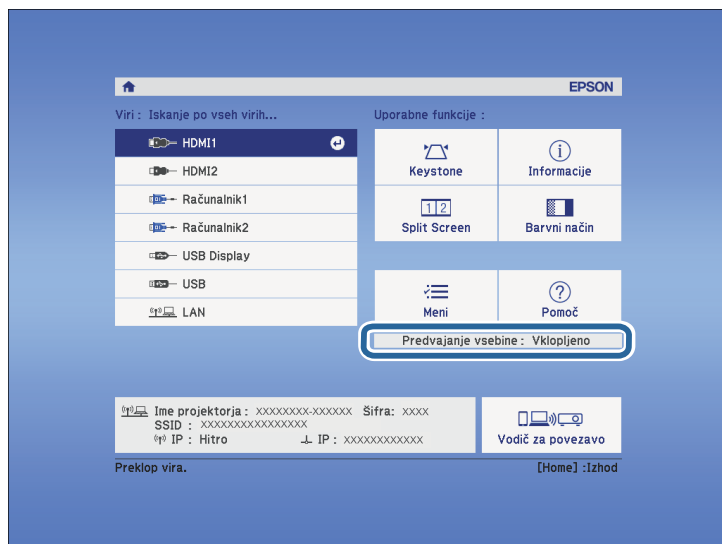 EPSON
Viri : Iskanje po vseh virih...
Uporabne funkcije :
HDMI1
HDMI2
Računalnik1
Računalnik2
USB Display
USB
LAN
Keystone
Informacije
1 2
Split Screen
Barvni način
Meni
Pomoč
Predvajanje vsebine : Vklopljeno
Ime projektorja : XXXXXXXX-XXXXXX Šifra: XXXX
SSID : XXXXXXXXXXXXXXXX
IP : Hitro IP : XXXXXXXXXXXX
Vodič za povezavo
Preklop vira.
[Home] :Izhod